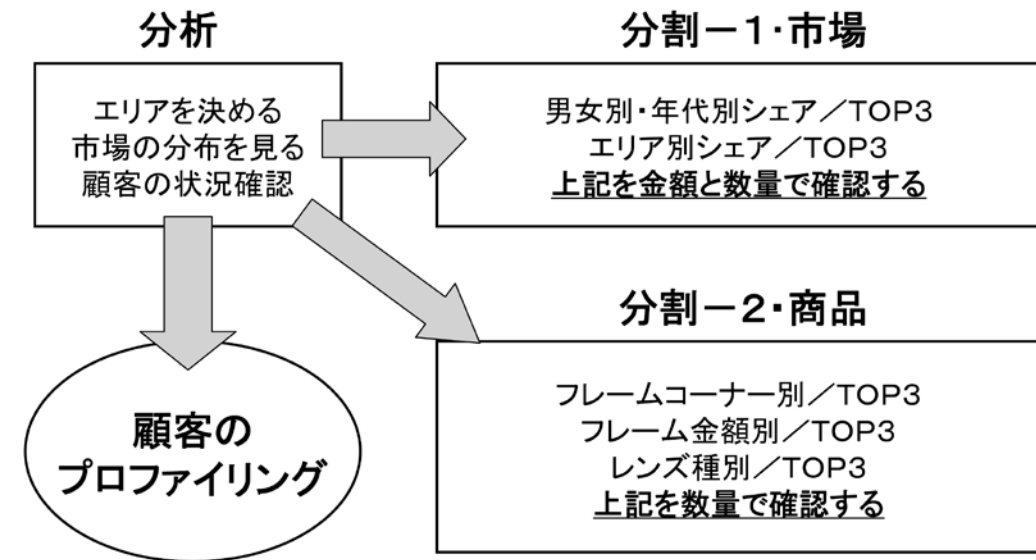 分析
エリアを決める
市場の分布を見る
顧客の状況確認
分割－１・市場
男女別・年代別シェア／TOP3
エリア別シェア／TOP3
上記を金額と数量で確認する
分割－２・商品
フレームコーナー別／TOP3
フレーム金額別／TOP3
レンズ種別／TOP3
上記を数量で確認する
顧客の
プロファイリング